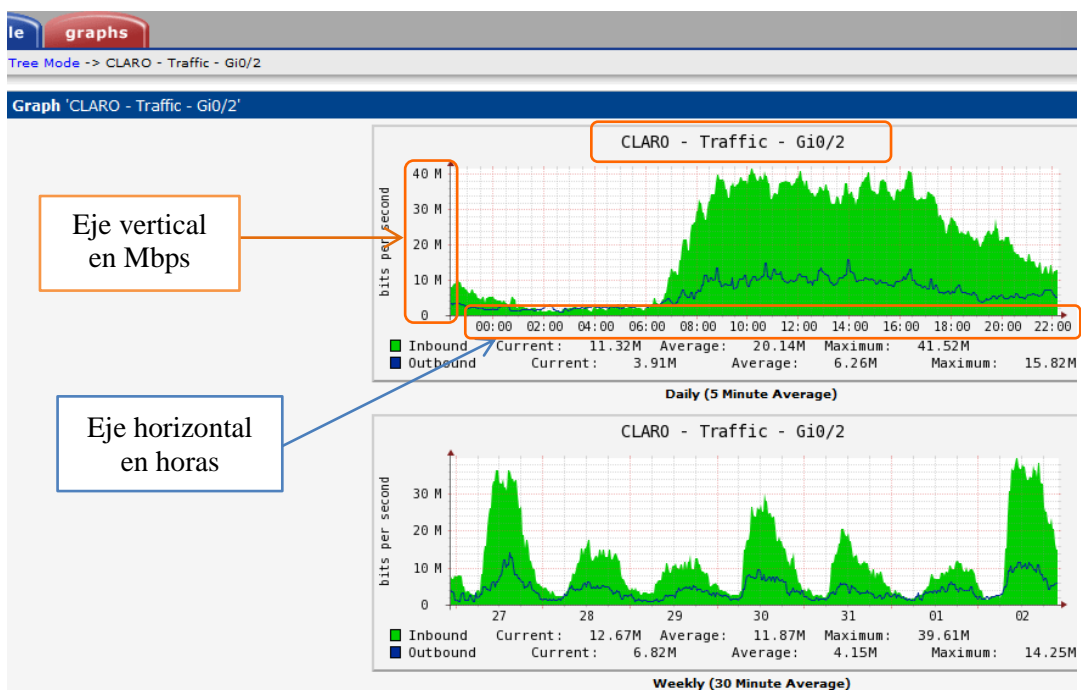 le graphs
Tree Mode -> CLARO - Traffic - Gi0/2
Graph 'CLARO - Traffic - Gi0/2'
CLARO - Traffic - Gi0/2
Eje vertical
en Mbps
bits per second
40 M
30 M
20 M
10 M
0
00:00 02:00 04:00 06:00 08:00 10:00 12:00 14:00 16:00 18:00 20:00 22:00
Inbound Current: 11.32M Average: 20.14M Maximum: 41.52M
Outbound Current: 3.91M Average: 6.26M Maximum: 15.82M
Daily (5 Minute Average)
Eje horizontal
en horas
CLARO - Traffic - Gi0/2
bits per second
30 M
20 M
10 M
0
27 28 29 30 31 01 02
Inbound Current: 12.67M Average: 11.87M Maximum: 39.61M
Outbound Current: 6.82M Average: 4.15M Maximum: 14.25M
Weekly (30 Minute Average)